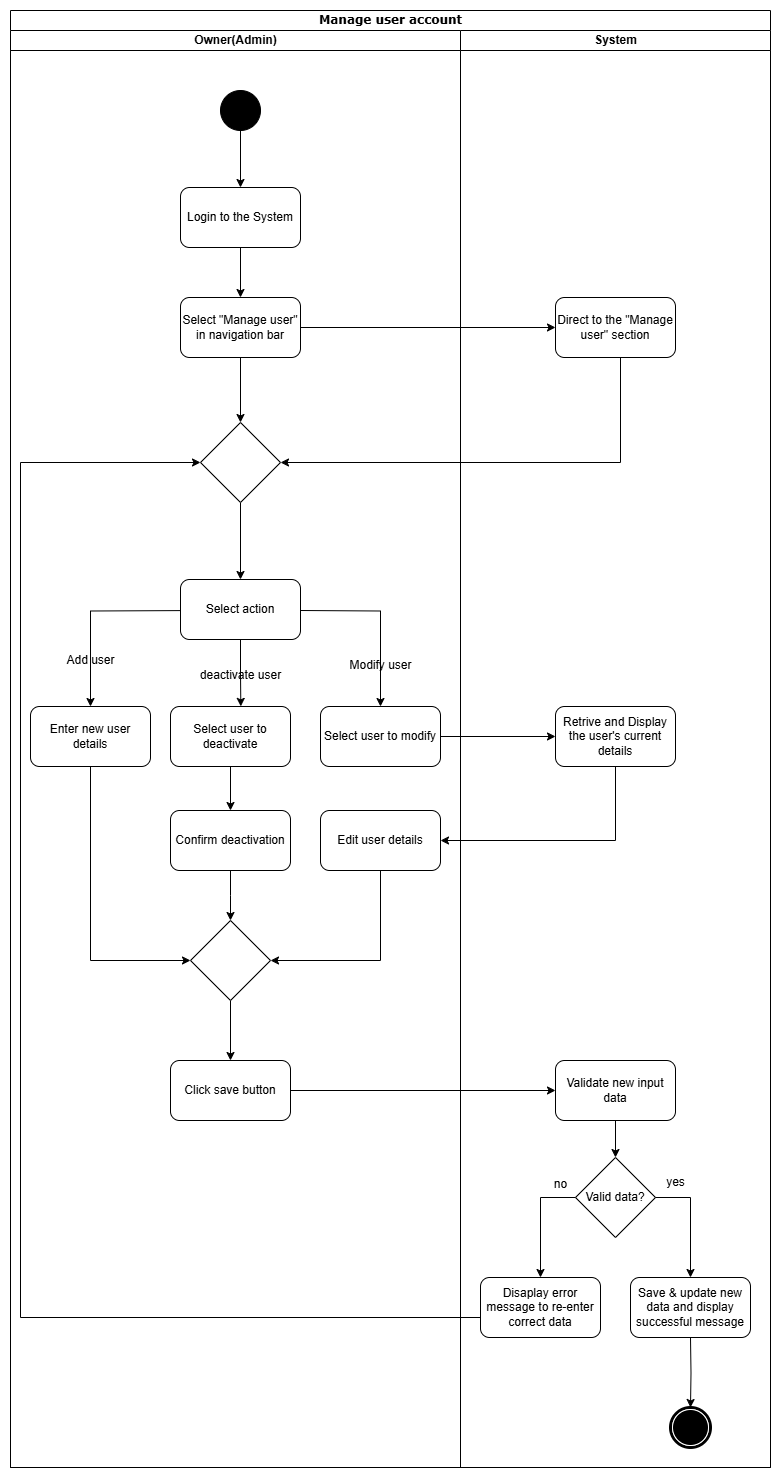 Manage user account
Owner(Admin)
System
Login to the System
Select "Manage user"
in navigation bar
Direct to the "Manage
user" section
Select action
Add user
deactivate user
Modify user
Enter new user
details
Select user to
deactivate
Select user to modify
Retrive and Display
the user's current
details
Confirm deactivation
Edit user details
Click save button
Validate new input
data
no
yes
Valid data?
Disaplay error
message to re-enter
correct data
Save & update new
data and display
successful message